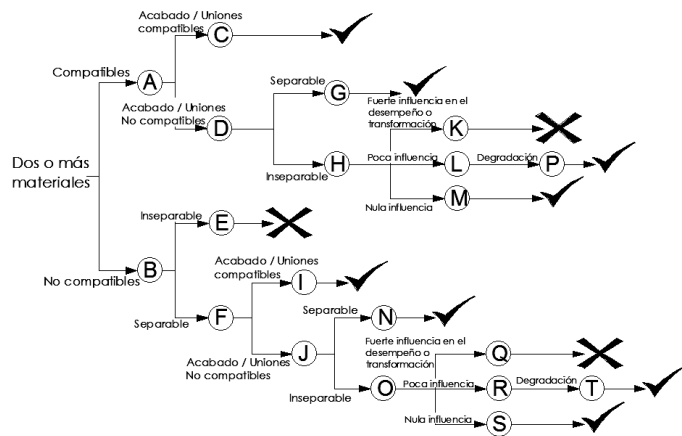 Acabado / Uniones
compatibles
C
Compatibles
A
Acabado / Uniones
No compatibles
D
Separable
G
Fuerte influencia en el
desempeño o
transformación
K
Inseparable
H
Poca influencia
L
Degradación
P
Nula influencia
M
Dos o más
materiales
Inseparable
E
No compatibles
B
Acabado / Uniones
compatibles
I
Separable
F
Separable
N
Acabado / Uniones
No compatibles
J
Fuerte influencia en el
desempeño o
transformación
Q
Inseparable
O
Poca influencia
R
Degradación
T
Nula influencia
S